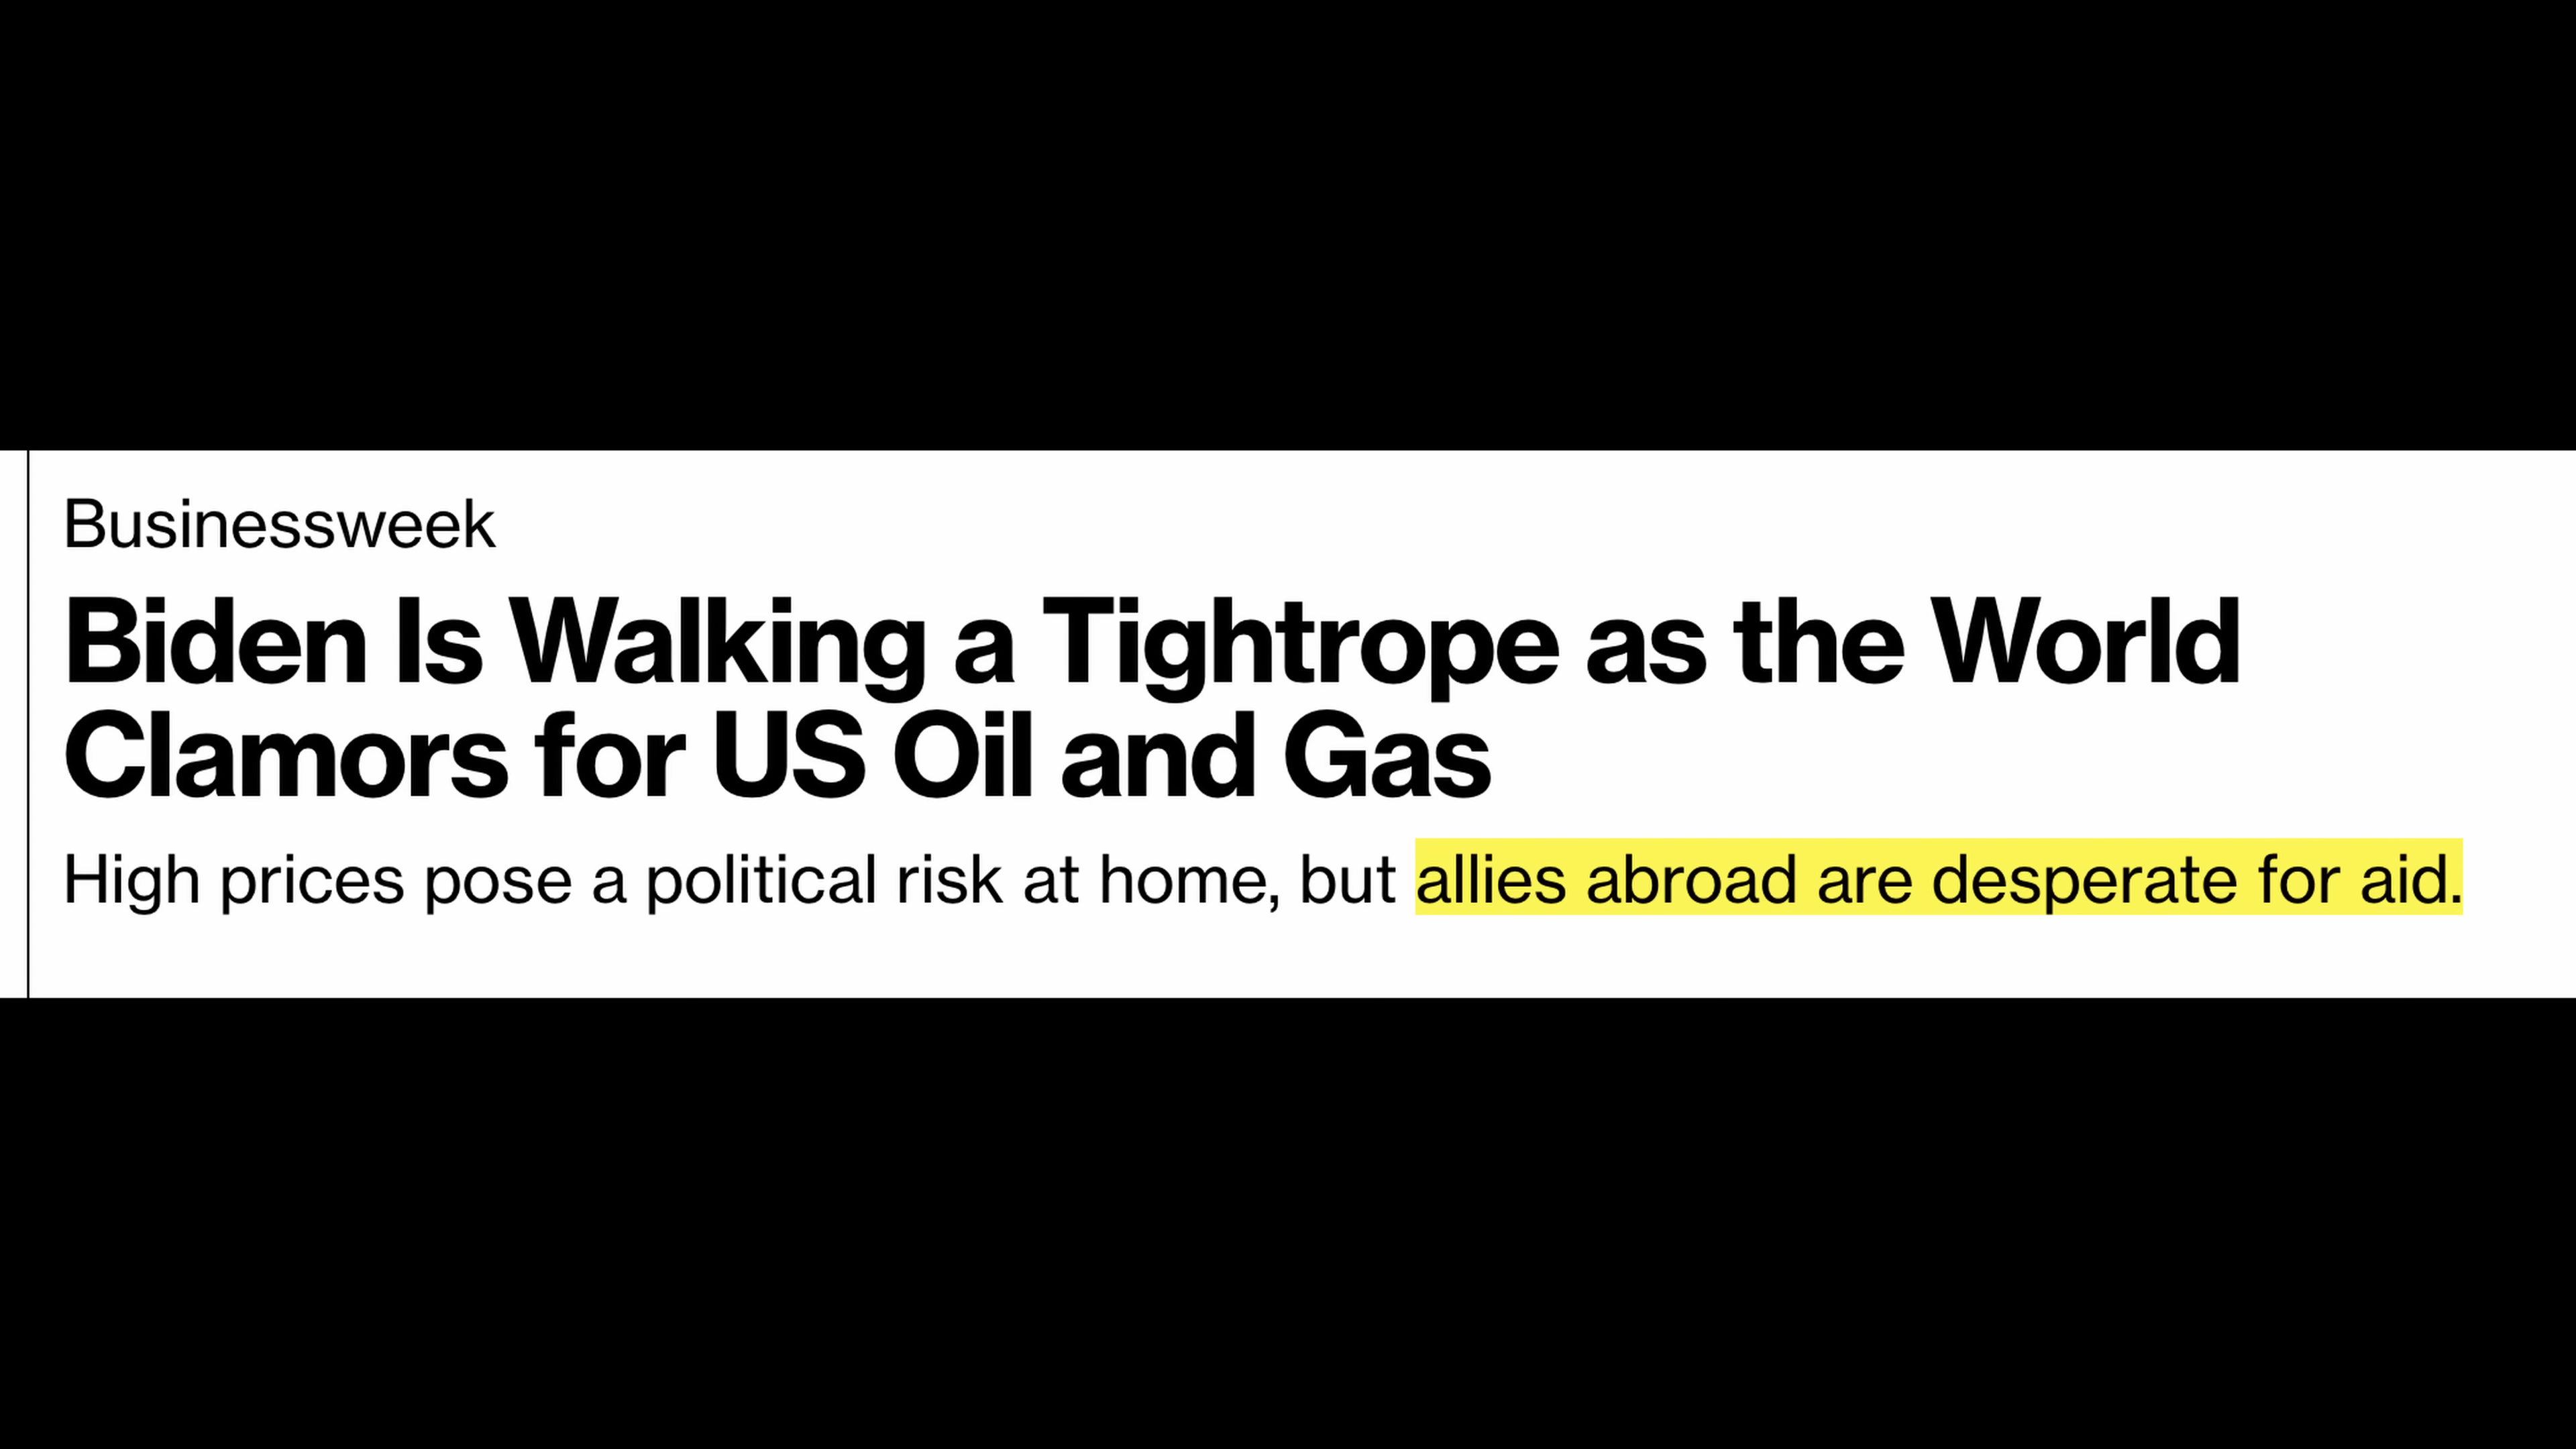 Businessweek
Biden Is Walking a Tightrope as the World
Clamors for US Oil and Gas
High prices pose a political risk at home, but allies abroad are desperate for aid.